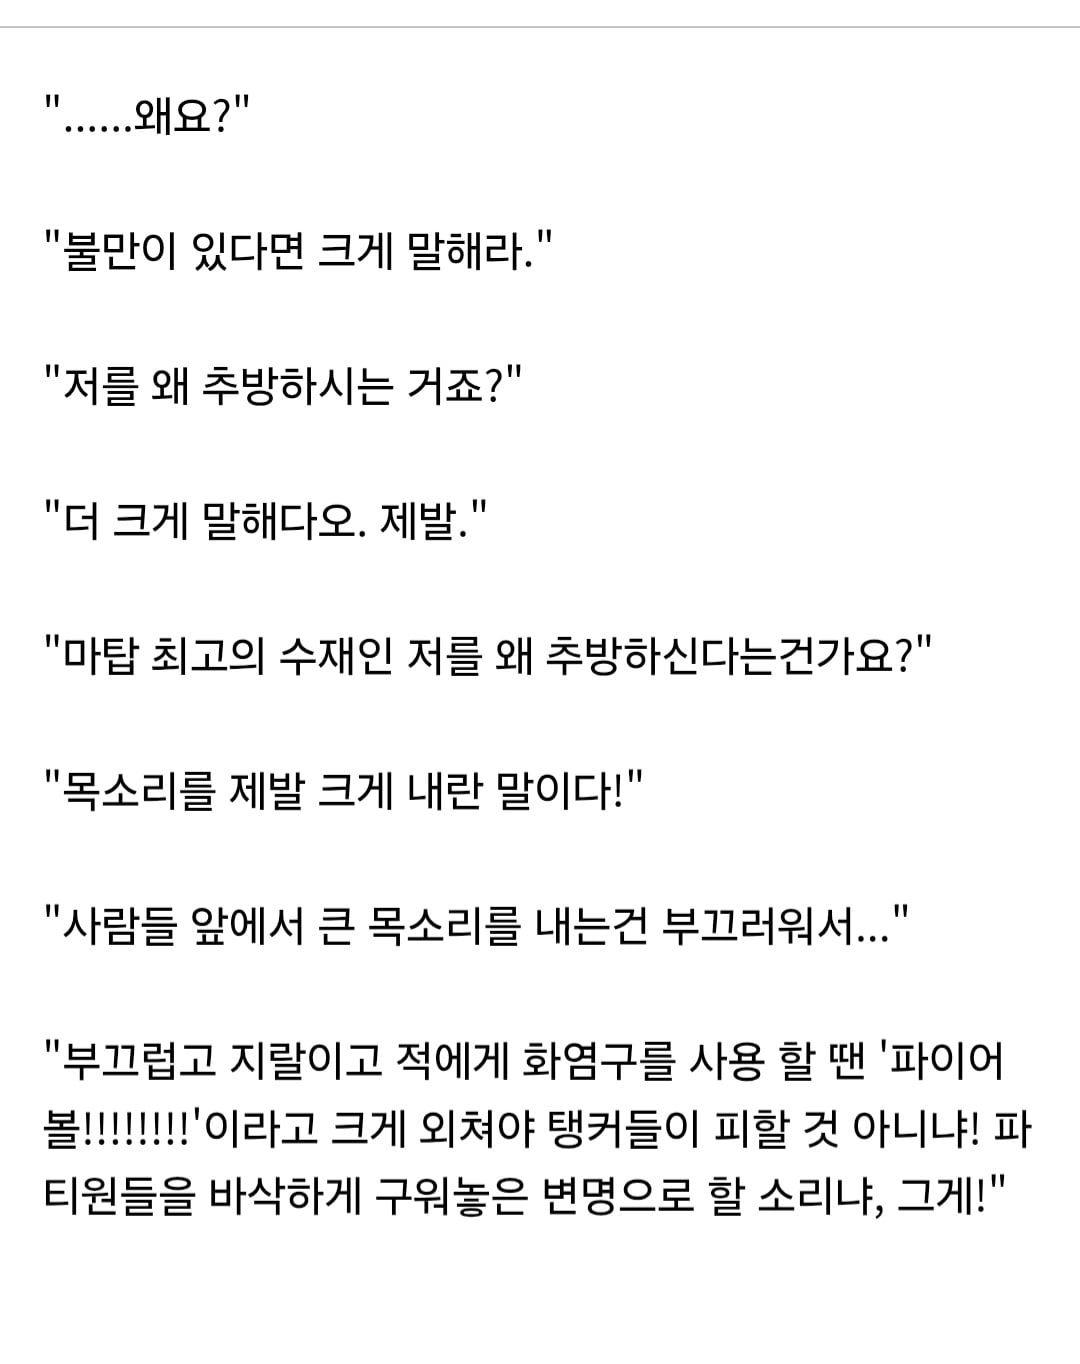 "......왜요?"
"불만이 있다면 크게 말해라."
"저를 왜 추방하시는 거죠?"
"더 크게 말해다오. 제발."
"마탑 최고의 수재인 저를 왜 추방하신다는건가요?"
"목소리를 제발 크게 내란 말이다!"
"사람들 앞에서 큰 목소리를 내는건 부끄러워서..."
"부끄럽고 지랄이고 적에게 화염구를 사용 할 땐 '파이어
볼!!!!!!!!'이라고 크게 외쳐야 탱커들이 피할 것 아니냐! 파
티원들을 바삭하게 구워놓은 변명으로 할 소리냐, 그게!"